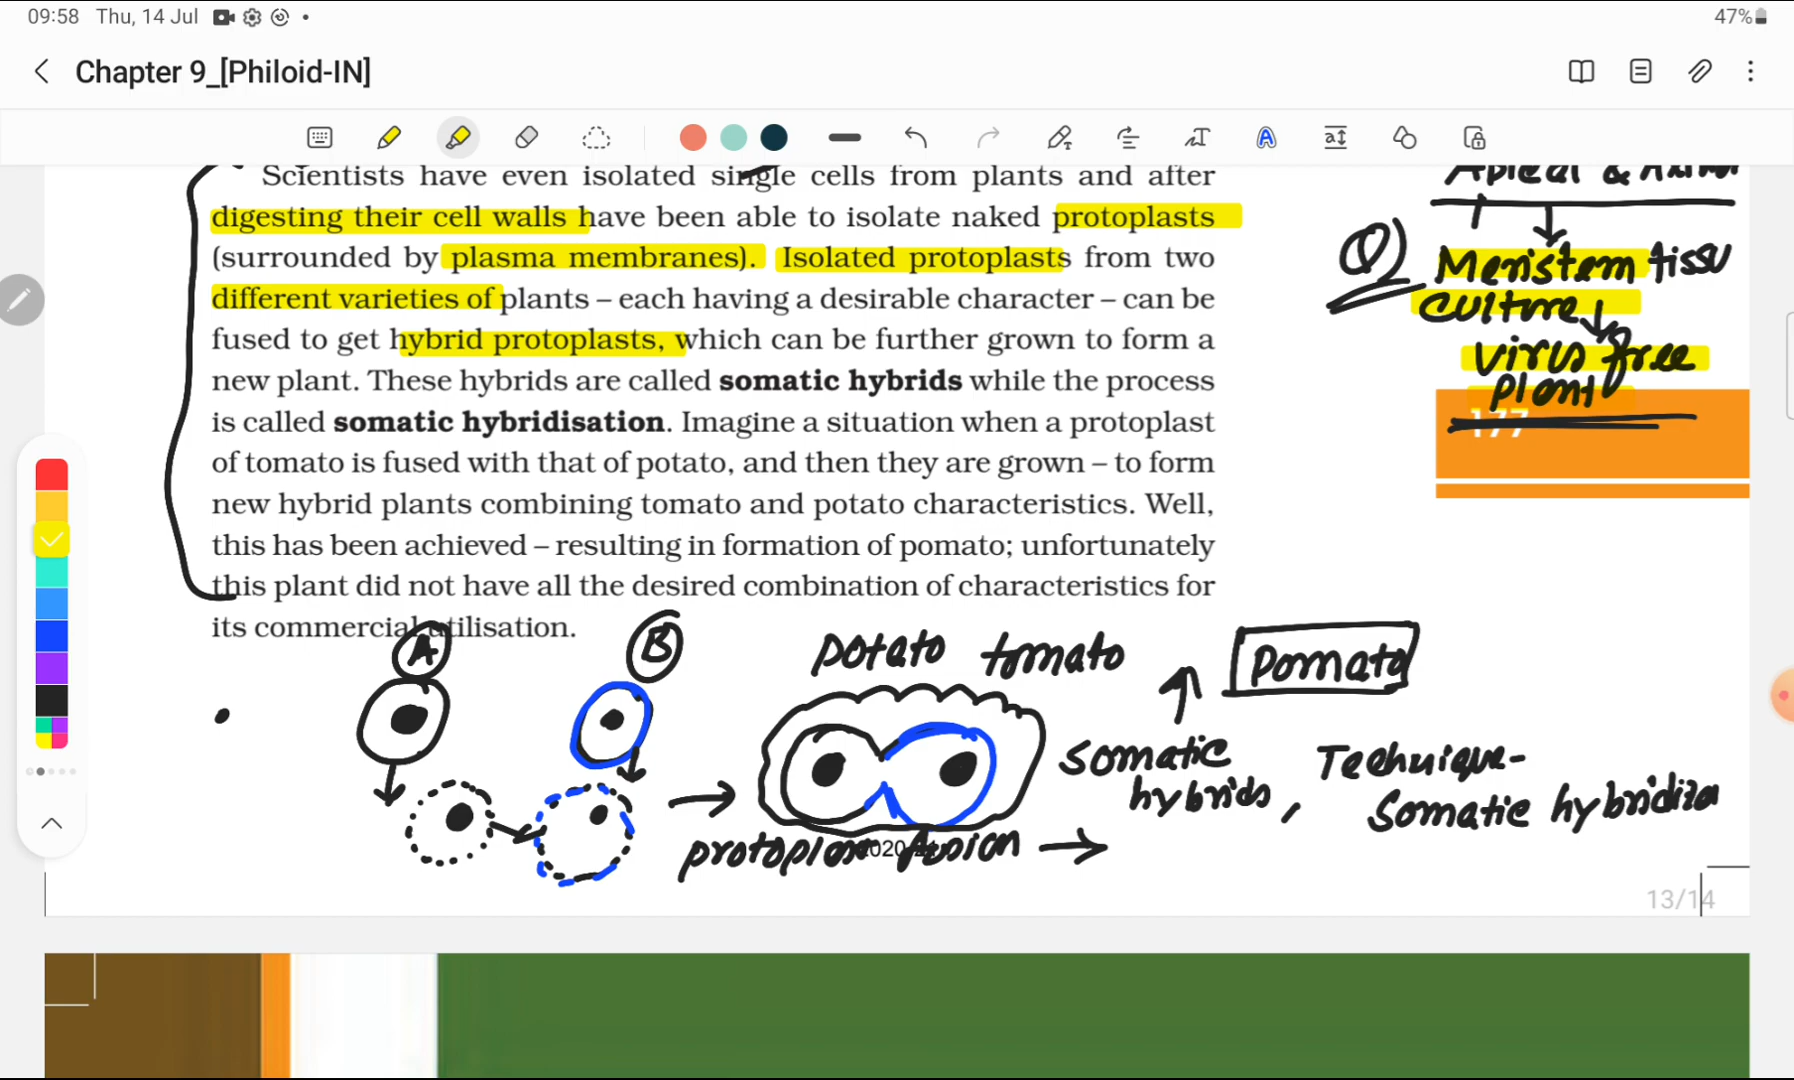 09:58 Thu, 14 Jul
47%
Chapter 9_[Philoid-IN]
Scientists have even isolated single cells from plants and after
digesting their cell walls have been able to isolate naked protoplasts
(surrounded by plasma membranes). Isolated protoplasts from two
different varieties of plants – each having a desirable character – can be
fused to get hybrid protoplasts, which can be further grown to form a
new plant. These hybrids are called somatic hybrids while the process
is called somatic hybridisation. Imagine a situation when a protoplast
of tomato is fused with that of potato, and then they are grown – to form
new hybrid plants combining tomato and potato characteristics. Well,
this has been achieved – resulting in formation of pomato; unfortunately
this plant did not have all the desired combination of characteristics for
its commercial utilisation.
Apical & Axi
Q)
Meristem tissu
culture
virus free
plant
177
A
B
potato tomato
Pomato
somatic
hybrids,
Technique-
Somatic hybridiza
fusion
13/14